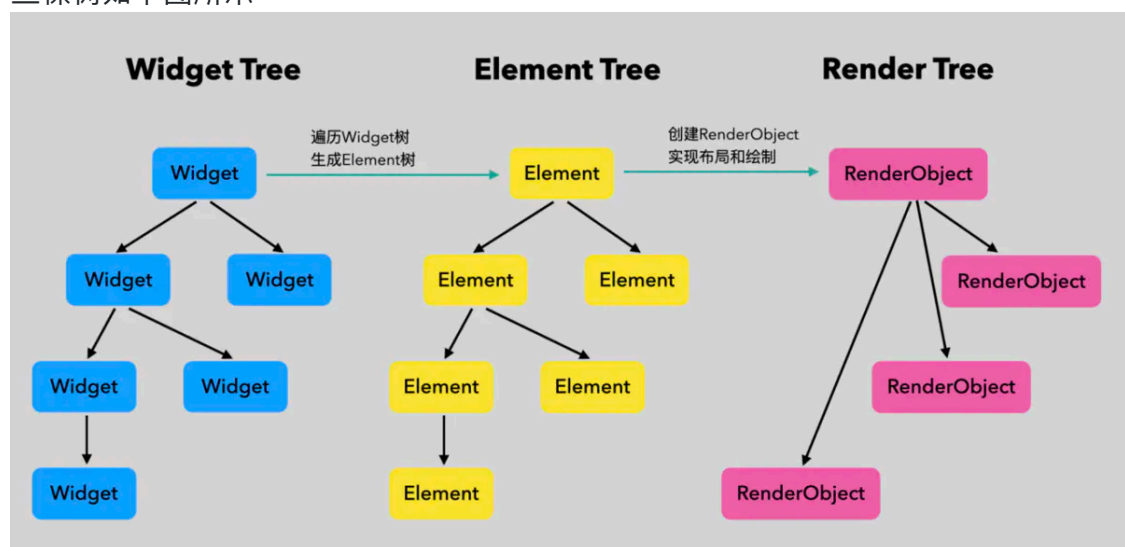 Widget Tree
Element Tree
Render Tree
遍历Widget树
生成Element树
创建RenderObject
实现布局和绘制
Widget
Element
RenderObject
Widget
Widget
Element
Element
RenderObject
Widget
Widget
Element
Element
RenderObject
Widget
Element
RenderObject